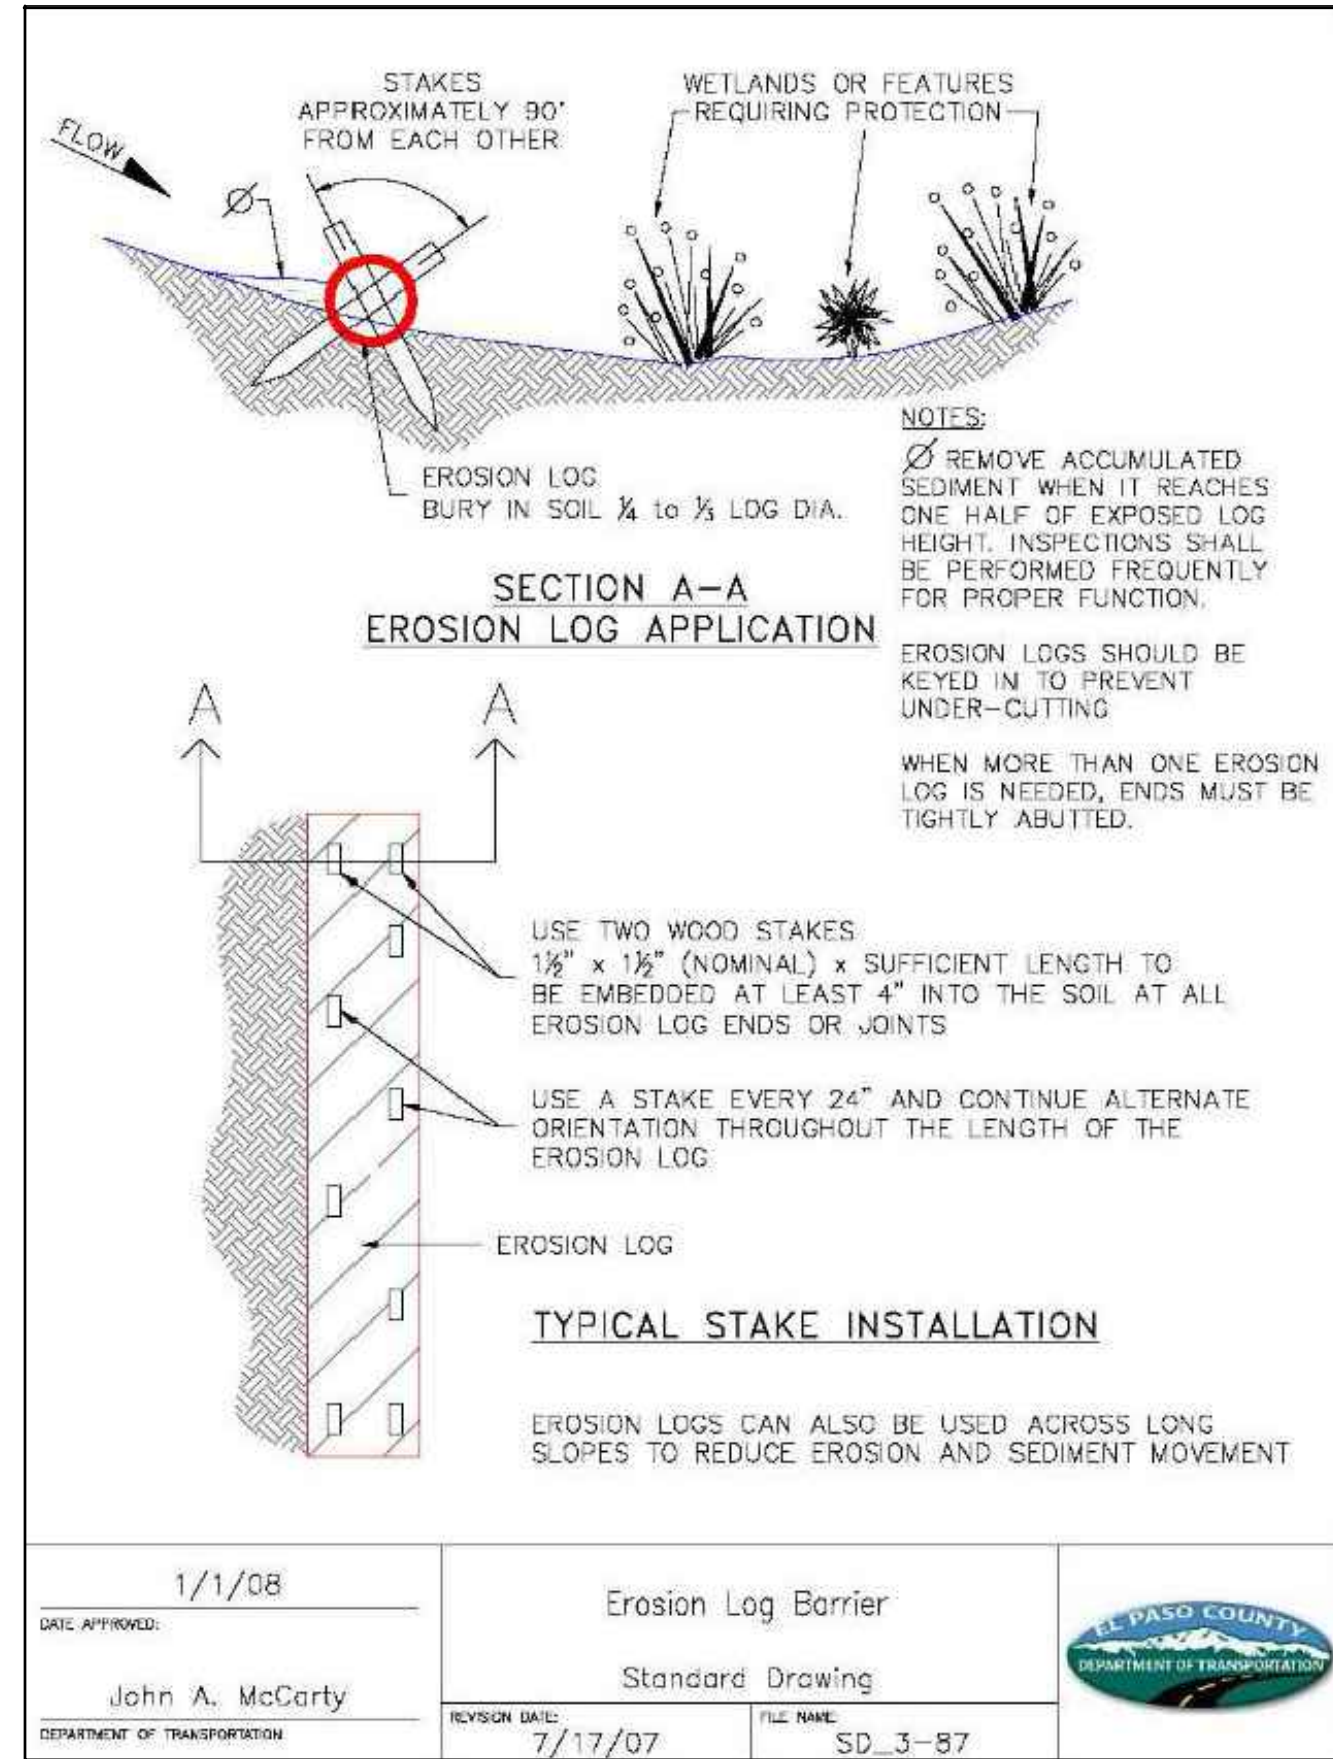 STAKES
APPROXIMATELY 90°
FROM EACH OTHER
WETLANDS OR FEATURES
REQUIRING PROTECTION
FLOW
Ø
EROSION LOG
BURY IN SOIL ¼ to ⅓ LOG DIA.
SECTION A-A
EROSION LOG APPLICATION
NOTES:
Ø REMOVE ACCUMULATED
SEDIMENT WHEN IT REACHES
ONE HALF OF EXPOSED LOG
HEIGHT. INSPECTIONS SHALL
BE PERFORMED FREQUENTLY
FOR PROPER FUNCTION.
EROSION LOGS SHOULD BE
KEYED IN TO PREVENT
UNDER-CUTTING
WHEN MORE THAN ONE EROSION
LOG IS NEEDED, ENDS MUST BE
TIGHTLY ABUTTED.
A
A
USE TWO WOOD STAKES
1½" x 1½" (NOMINAL) x SUFFICIENT LENGTH TO
BE EMBEDDED AT LEAST 4" INTO THE SOIL AT ALL
EROSION LOG ENDS OR JOINTS
USE A STAKE EVERY 24" AND CONTINUE ALTERNATE
ORIENTATION THROUGHOUT THE LENGTH OF THE
EROSION LOG
EROSION LOG
TYPICAL STAKE INSTALLATION
EROSION LOGS CAN ALSO BE USED ACROSS LONG
SLOPES TO REDUCE EROSION AND SEDIMENT MOVEMENT
1/1/08
DATE APPROVED:
John A. McCarty
DEPARTMENT OF TRANSPORTATION
Erosion Log Barrier
Standard Drawing
REVISION DATE:
7/17/07
FILE NAME:
SD_3-87
EL PASO COUNTY
DEPARTMENT OF TRANSPORTATION